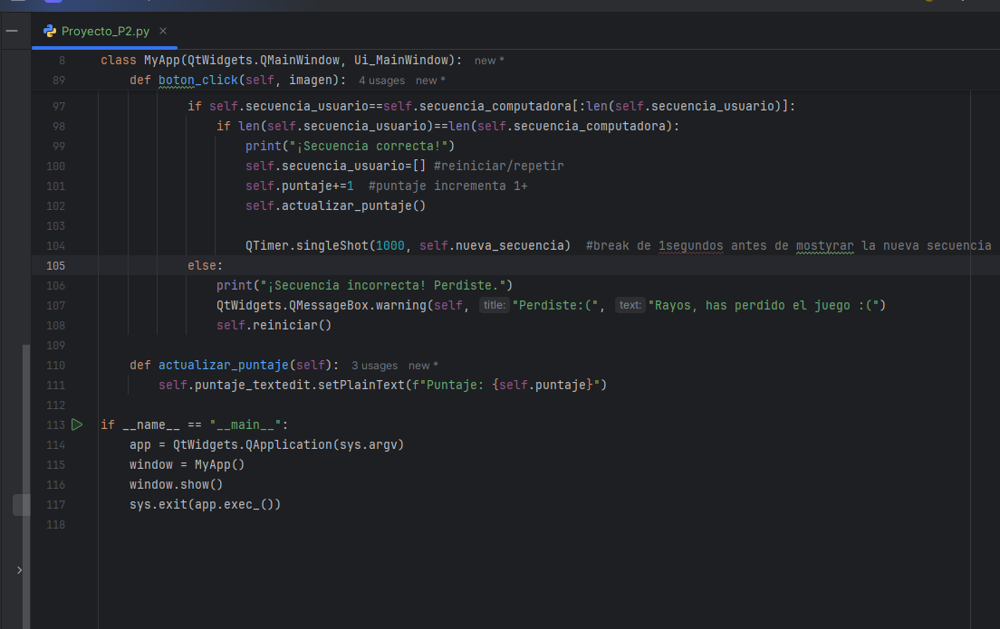 Proyecto_P2.py ×
8 class MyApp(QtWidgets.QMainWindow, Ui_MainWindow): new *
89 def boton_click(self, imagen): 4 usages new *
97 if self.secuencia_usuario==self.secuencia_computadora[:len(self.secuencia_usuario)]:
98 if len(self.secuencia_usuario)==len(self.secuencia_computadora):
99 print("¡Secuencia correcta!")
100 self.secuencia_usuario=[] #reiniciar/repetir
101 self.puntaje+=1 #puntaje incrementa 1+
102 self.actualizar_puntaje()
103
104 QTimer.singleShot(1000, self.nueva_secuencia) #break de 1segundos antes de mostyrar la nueva secuencia
105 else:
106 print("¡Secuencia incorrecta! Perdiste.")
107 QtWidgets.QMessageBox.warning(self, title: "Perdiste:(", text: "Rayos, has perdido el juego :(")
108 self.reiniciar()
109
110 def actualizar_puntaje(self): 3 usages new *
111 self.puntaje_textedit.setPlainText(f"Puntaje: {self.puntaje}")
112
113 if __name__ == "__main__":
114 app = QtWidgets.QApplication(sys.argv)
115 window = MyApp()
116 window.show()
117 sys.exit(app.exec_())
118